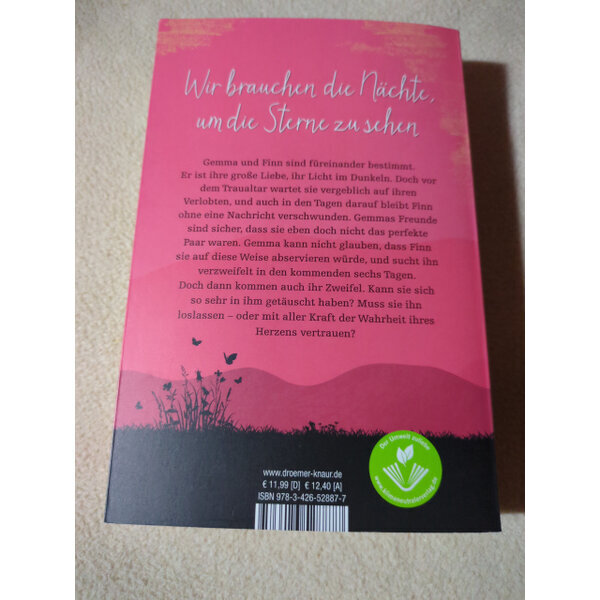 Wir brauchen die Nächte,
um die Sterne zu sehen
Gemma und Finn sind füreinander bestimmt.
Er ist ihre große Liebe, ihr Licht im Dunkeln. Doch vor
dem Traualtar wartet sie vergeblich auf ihren
Verlobten, und auch in den Tagen darauf bleibt Finn
ohne eine Nachricht verschwunden. Gemmas Freunde
sind sicher, dass sie eben doch nicht das perfekte
Paar waren. Gemma kann nicht glauben, dass Finn
sie auf diese Weise abservieren würde, und sucht ihn
verzweifelt in den kommenden sechs Tagen.
Doch dann kommen auch ihr Zweifel. Kann sie sich
so sehr in ihm getäuscht haben? Muss sie ihn
loslassen – oder mit aller Kraft der Wahrheit ihres
Herzens vertrauen?
Der Umwelt zuliebe
www.klimaneutralerverlag.de
www.droemer-knaur.de
€ 11,99 [D] € 12,40 [A]
ISBN 978-3-426-52887-7